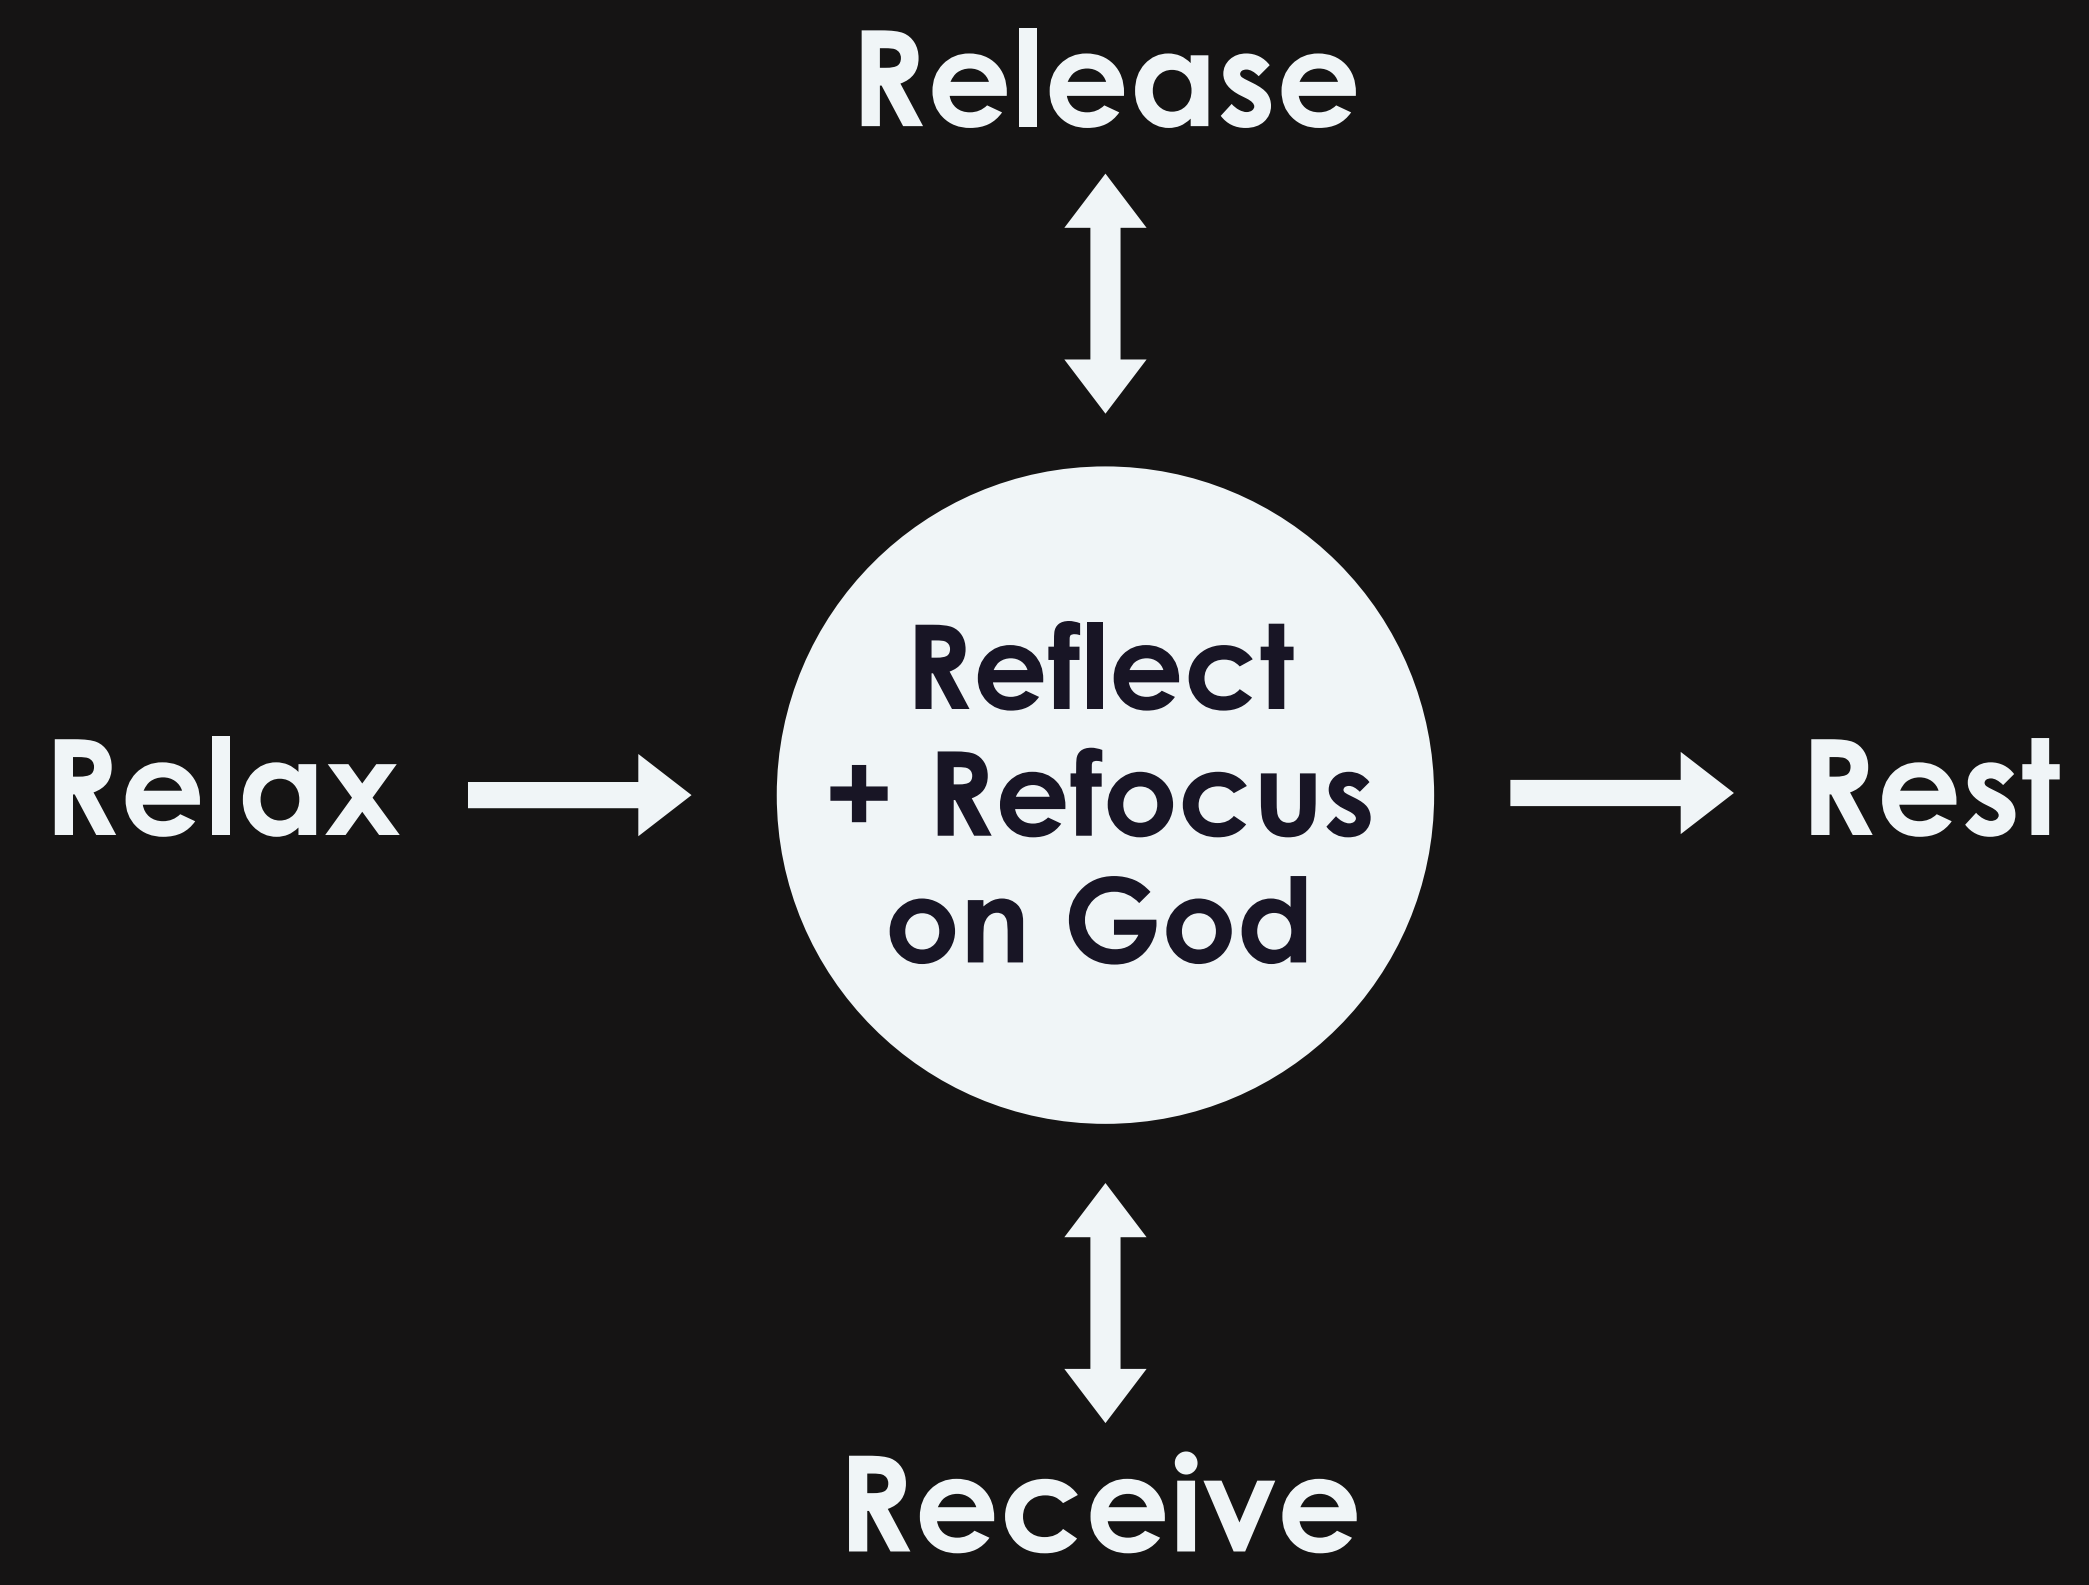 Release
Reflect
+ Refocus
on God
Relax
Rest
Receive